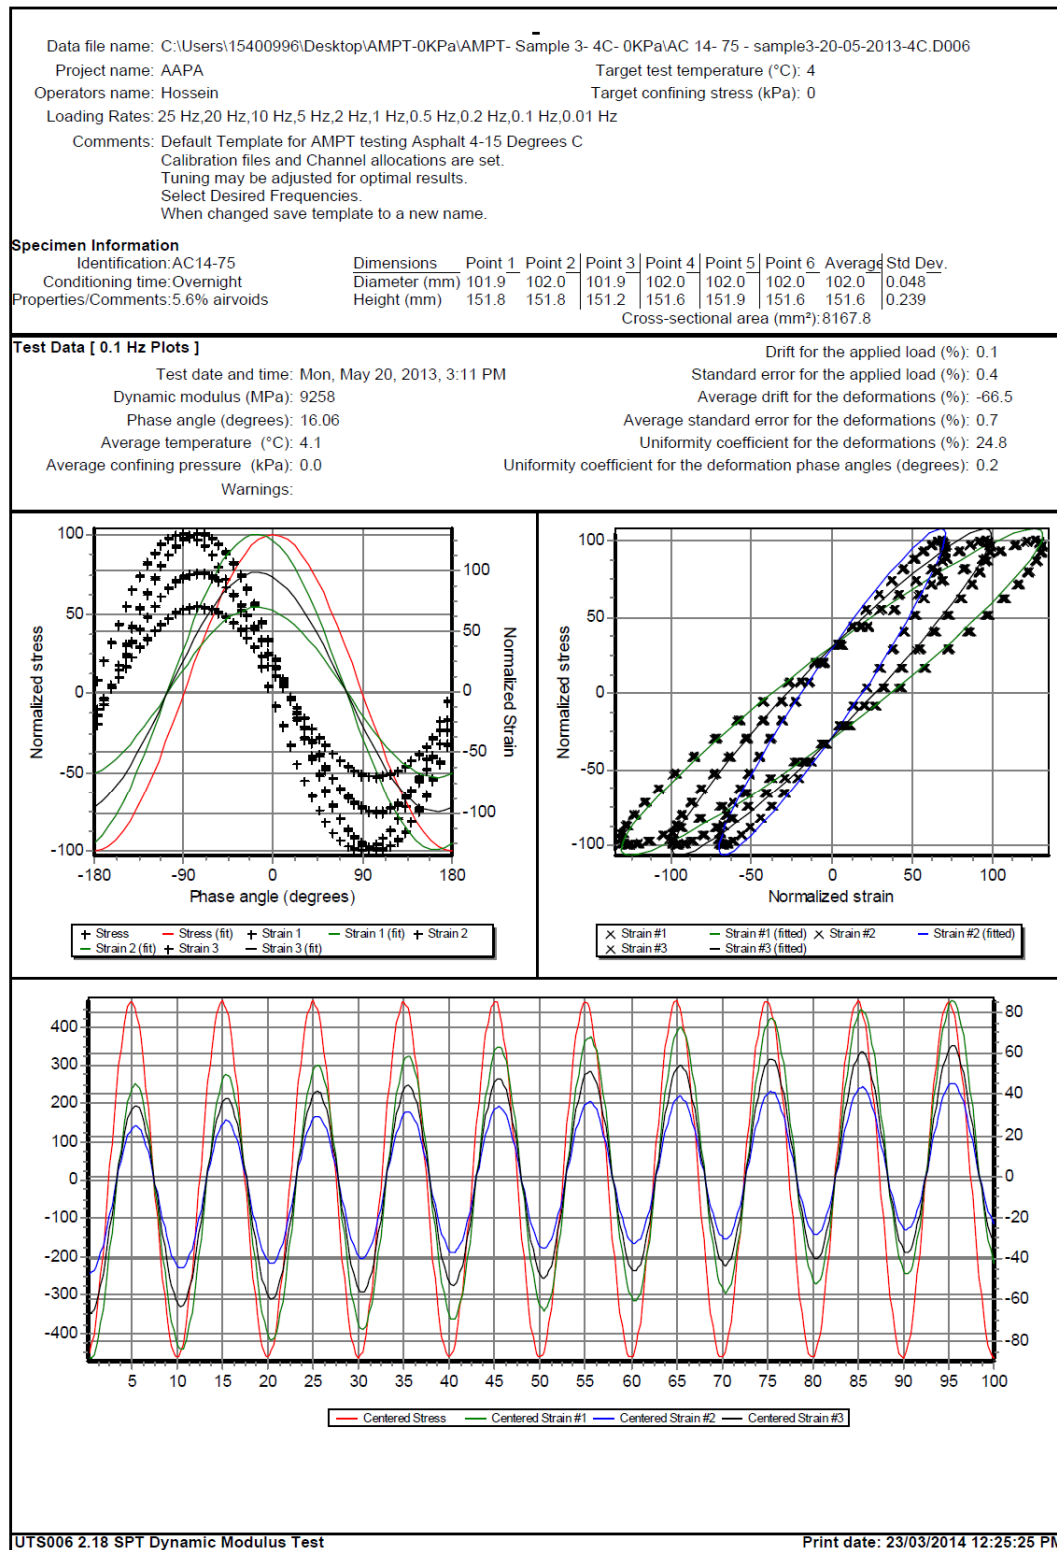 Data file name: C:\Users\15400996\Desktop\AMPT-0KPa\AMPT- Sample 3- 4C- 0KPa\AC 14- 75 - sample3-20-05-2013-4C.D006
Project name: AAPA Target test temperature (°C): 4
Operators name: Hossein Target confining stress (kPa): 0
Loading Rates: 25 Hz,20 Hz,10 Hz,5 Hz,2 Hz,1 Hz,0.5 Hz,0.2 Hz,0.1 Hz,0.01 Hz
Comments: Default Template for AMPT testing Asphalt 4-15 Degrees C
Calibration files and Channel allocations are set.
Tuning may be adjusted for optimal results.
Select Desired Frequencies.
When changed save template to a new name.
Specimen Information
Identification: AC14-75
Conditioning time: Overnight
Properties/Comments: 5.6% airvoids
Dimensions Point 1 Point 2 Point 3 Point 4 Point 5 Point 6 Average Std Dev.
Diameter (mm) 101.9 102.0 101.9 102.0 102.0 102.0 102.0 0.048
Height (mm) 151.8 151.8 151.2 151.6 151.9 151.6 151.6 0.239
Cross-sectional area (mm²): 8167.8
Test Data [ 0.1 Hz Plots ]
Test date and time: Mon, May 20, 2013, 3:11 PM
Dynamic modulus (MPa): 9258
Phase angle (degrees): 16.06
Average temperature (°C): 4.1
Average confining pressure (kPa): 0.0
Warnings:
Drift for the applied load (%): 0.1
Standard error for the applied load (%): 0.4
Average drift for the deformations (%): -66.5
Average standard error for the deformations (%): 0.7
Uniformity coefficient for the deformations (%): 24.8
Uniformity coefficient for the deformation phase angles (degrees): 0.2
Normalized stress
100
50
0
-50
-100
100
50
0
-50
-100
Normalized Strain
-180 -90 0 90 180
Phase angle (degrees)
Stress Stress (fit) Strain 1 Strain 1 (fit) Strain 2
Strain 2 (fit) Strain 3 Strain 3 (fit)
Normalized stress
100
50
0
-50
-100
-100 -50 0 50 100
Normalized strain
Strain #1 Strain #1 (fitted) Strain #2 Strain #2 (fitted)
Strain #3 Strain #3 (fitted)
400
300
200
100
0
-100
-200
-300
-400
80
60
40
20
0
-20
-40
-60
-80
5 10 15 20 25 30 35 40 45 50 55 60 65 70 75 80 85 90 95 100
Centered Stress Centered Strain #1 Centered Strain #2 Centered Strain #3
UTS006 2.18 SPT Dynamic Modulus Test Print date: 23/03/2014 12:25:25 PM